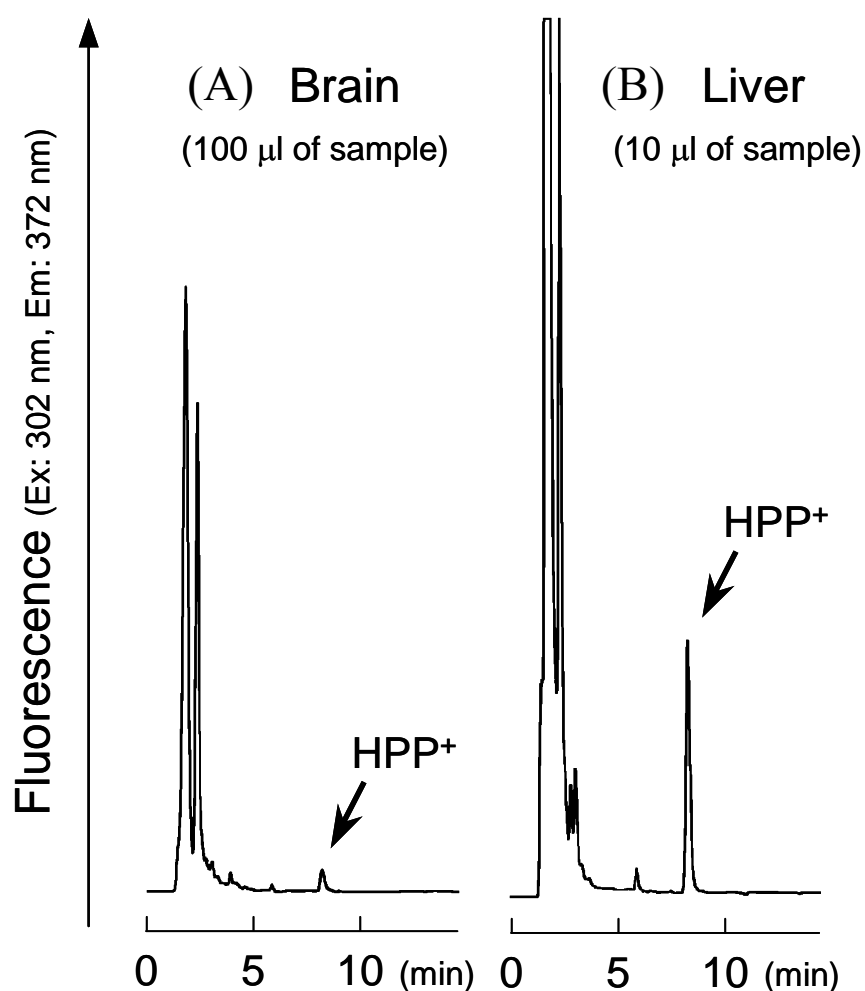 Fluorescence (Ex: 302 nm, Em: 372 nm)
(A) Brain
(100 μl of sample)
HPP⁺
0 5 10 (min)
(B) Liver
(10 μl of sample)
HPP⁺
0 5 10 (min)